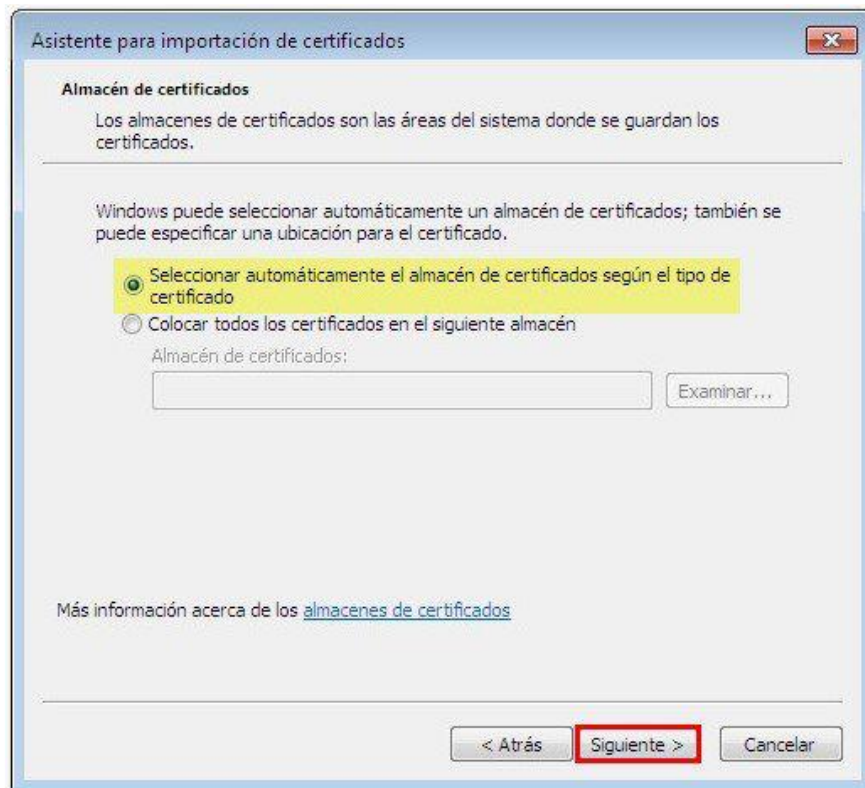 Asistente para importación de certificados
Almacén de certificados
Los almacenes de certificados son las áreas del sistema donde se guardan los
certificados.
Windows puede seleccionar automáticamente un almacén de certificados; también se
puede especificar una ubicación para el certificado.
Seleccionar automáticamente el almacén de certificados según el tipo de
certificado
Colocar todos los certificados en el siguiente almacén
Almacén de certificados:
Examinar...
Más información acerca de los almacenes de certificados
< Atrás Siguiente > Cancelar